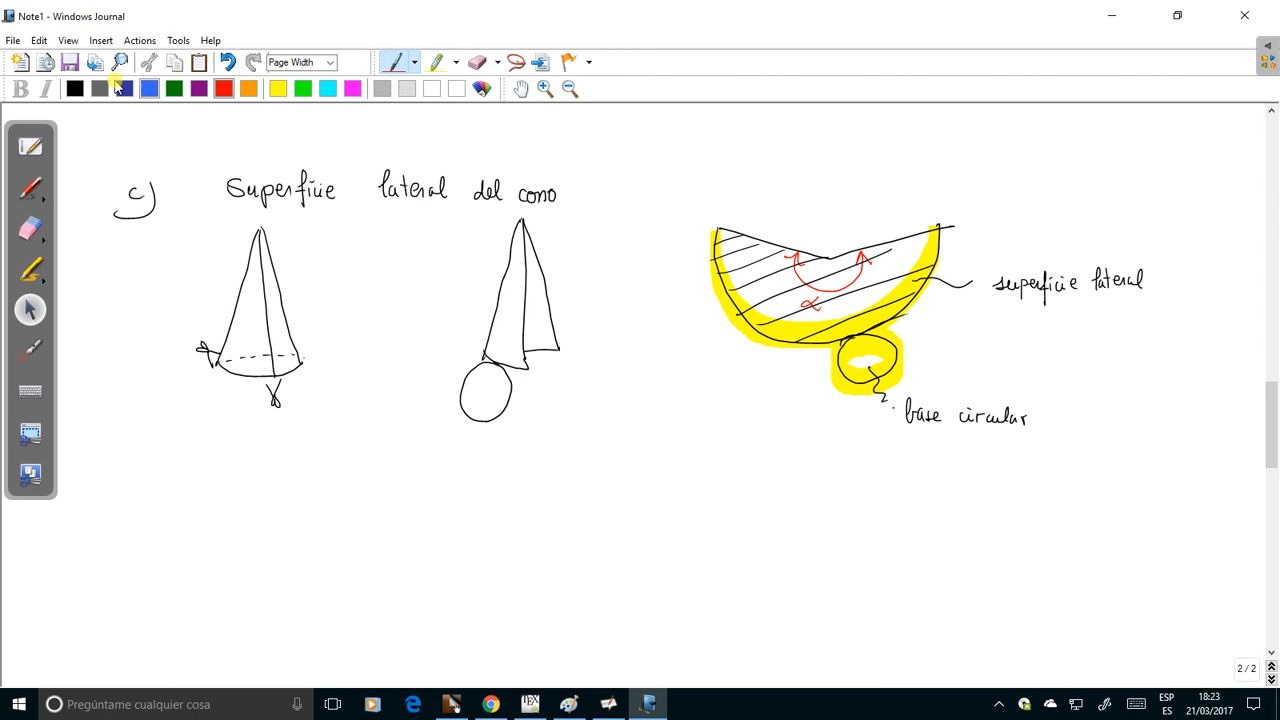 Note1 - Windows Journal
File Edit View Insert Actions Tools Help
Page Width
B I
c) Superficie lateral del cono
α
superficie lateral
base circular
2 / 2
Pregúntame cualquier cosa
ESP
ES
18:23
21/03/2017